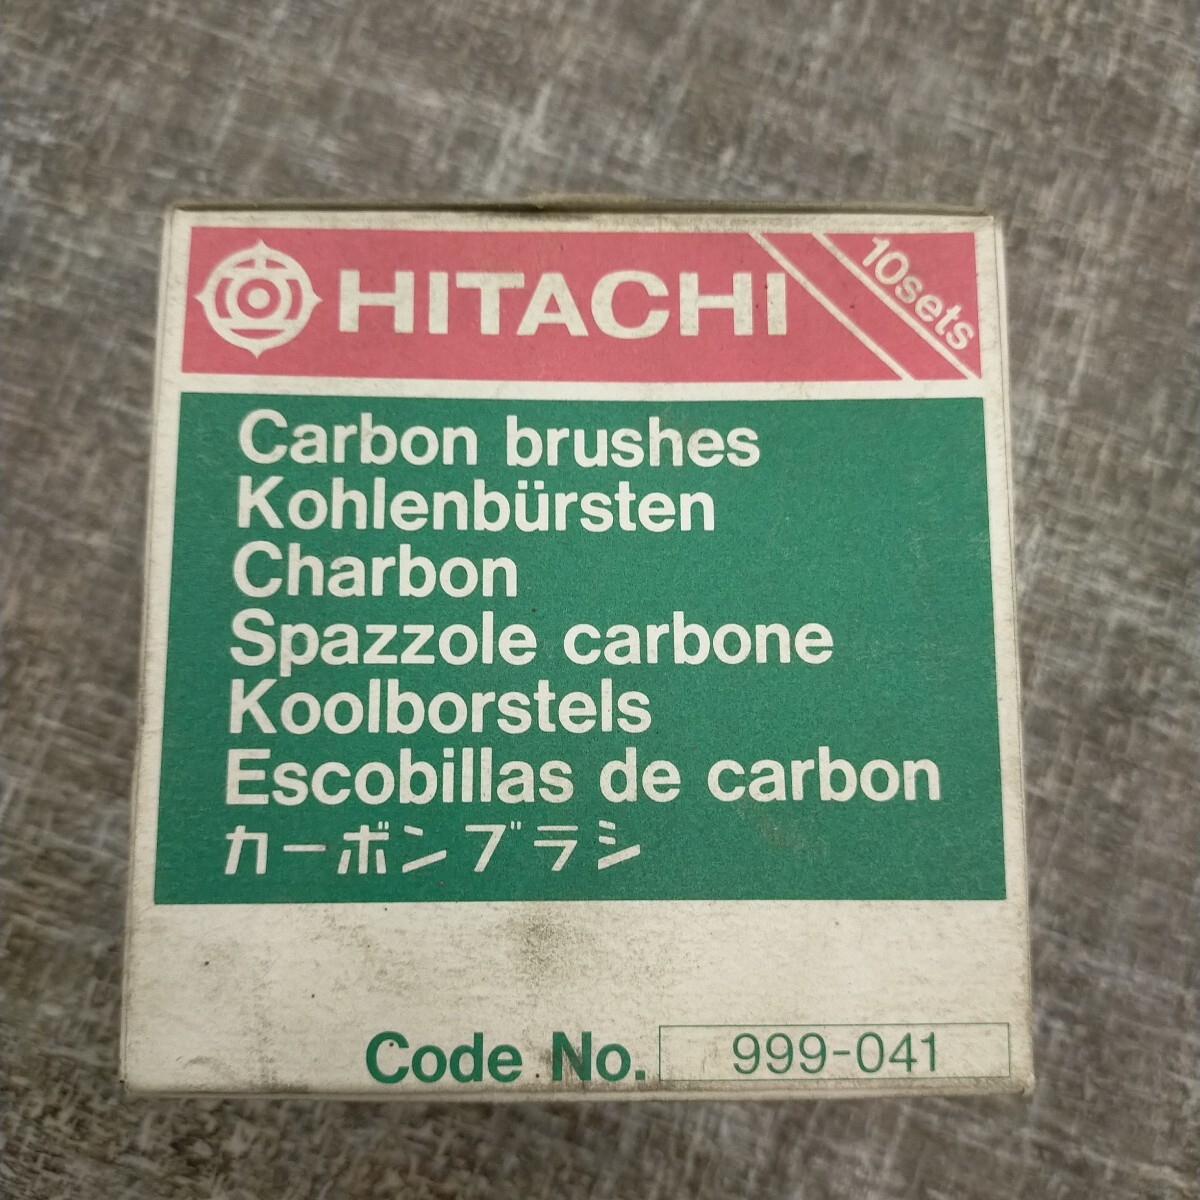 HITACHI
10sets
Carbon brushes
Kohlenbürsten
Charbon
Spazzole carbone
Koolborstels
Escobillas de carbon
カーボンブラシ
Code No. 999-041